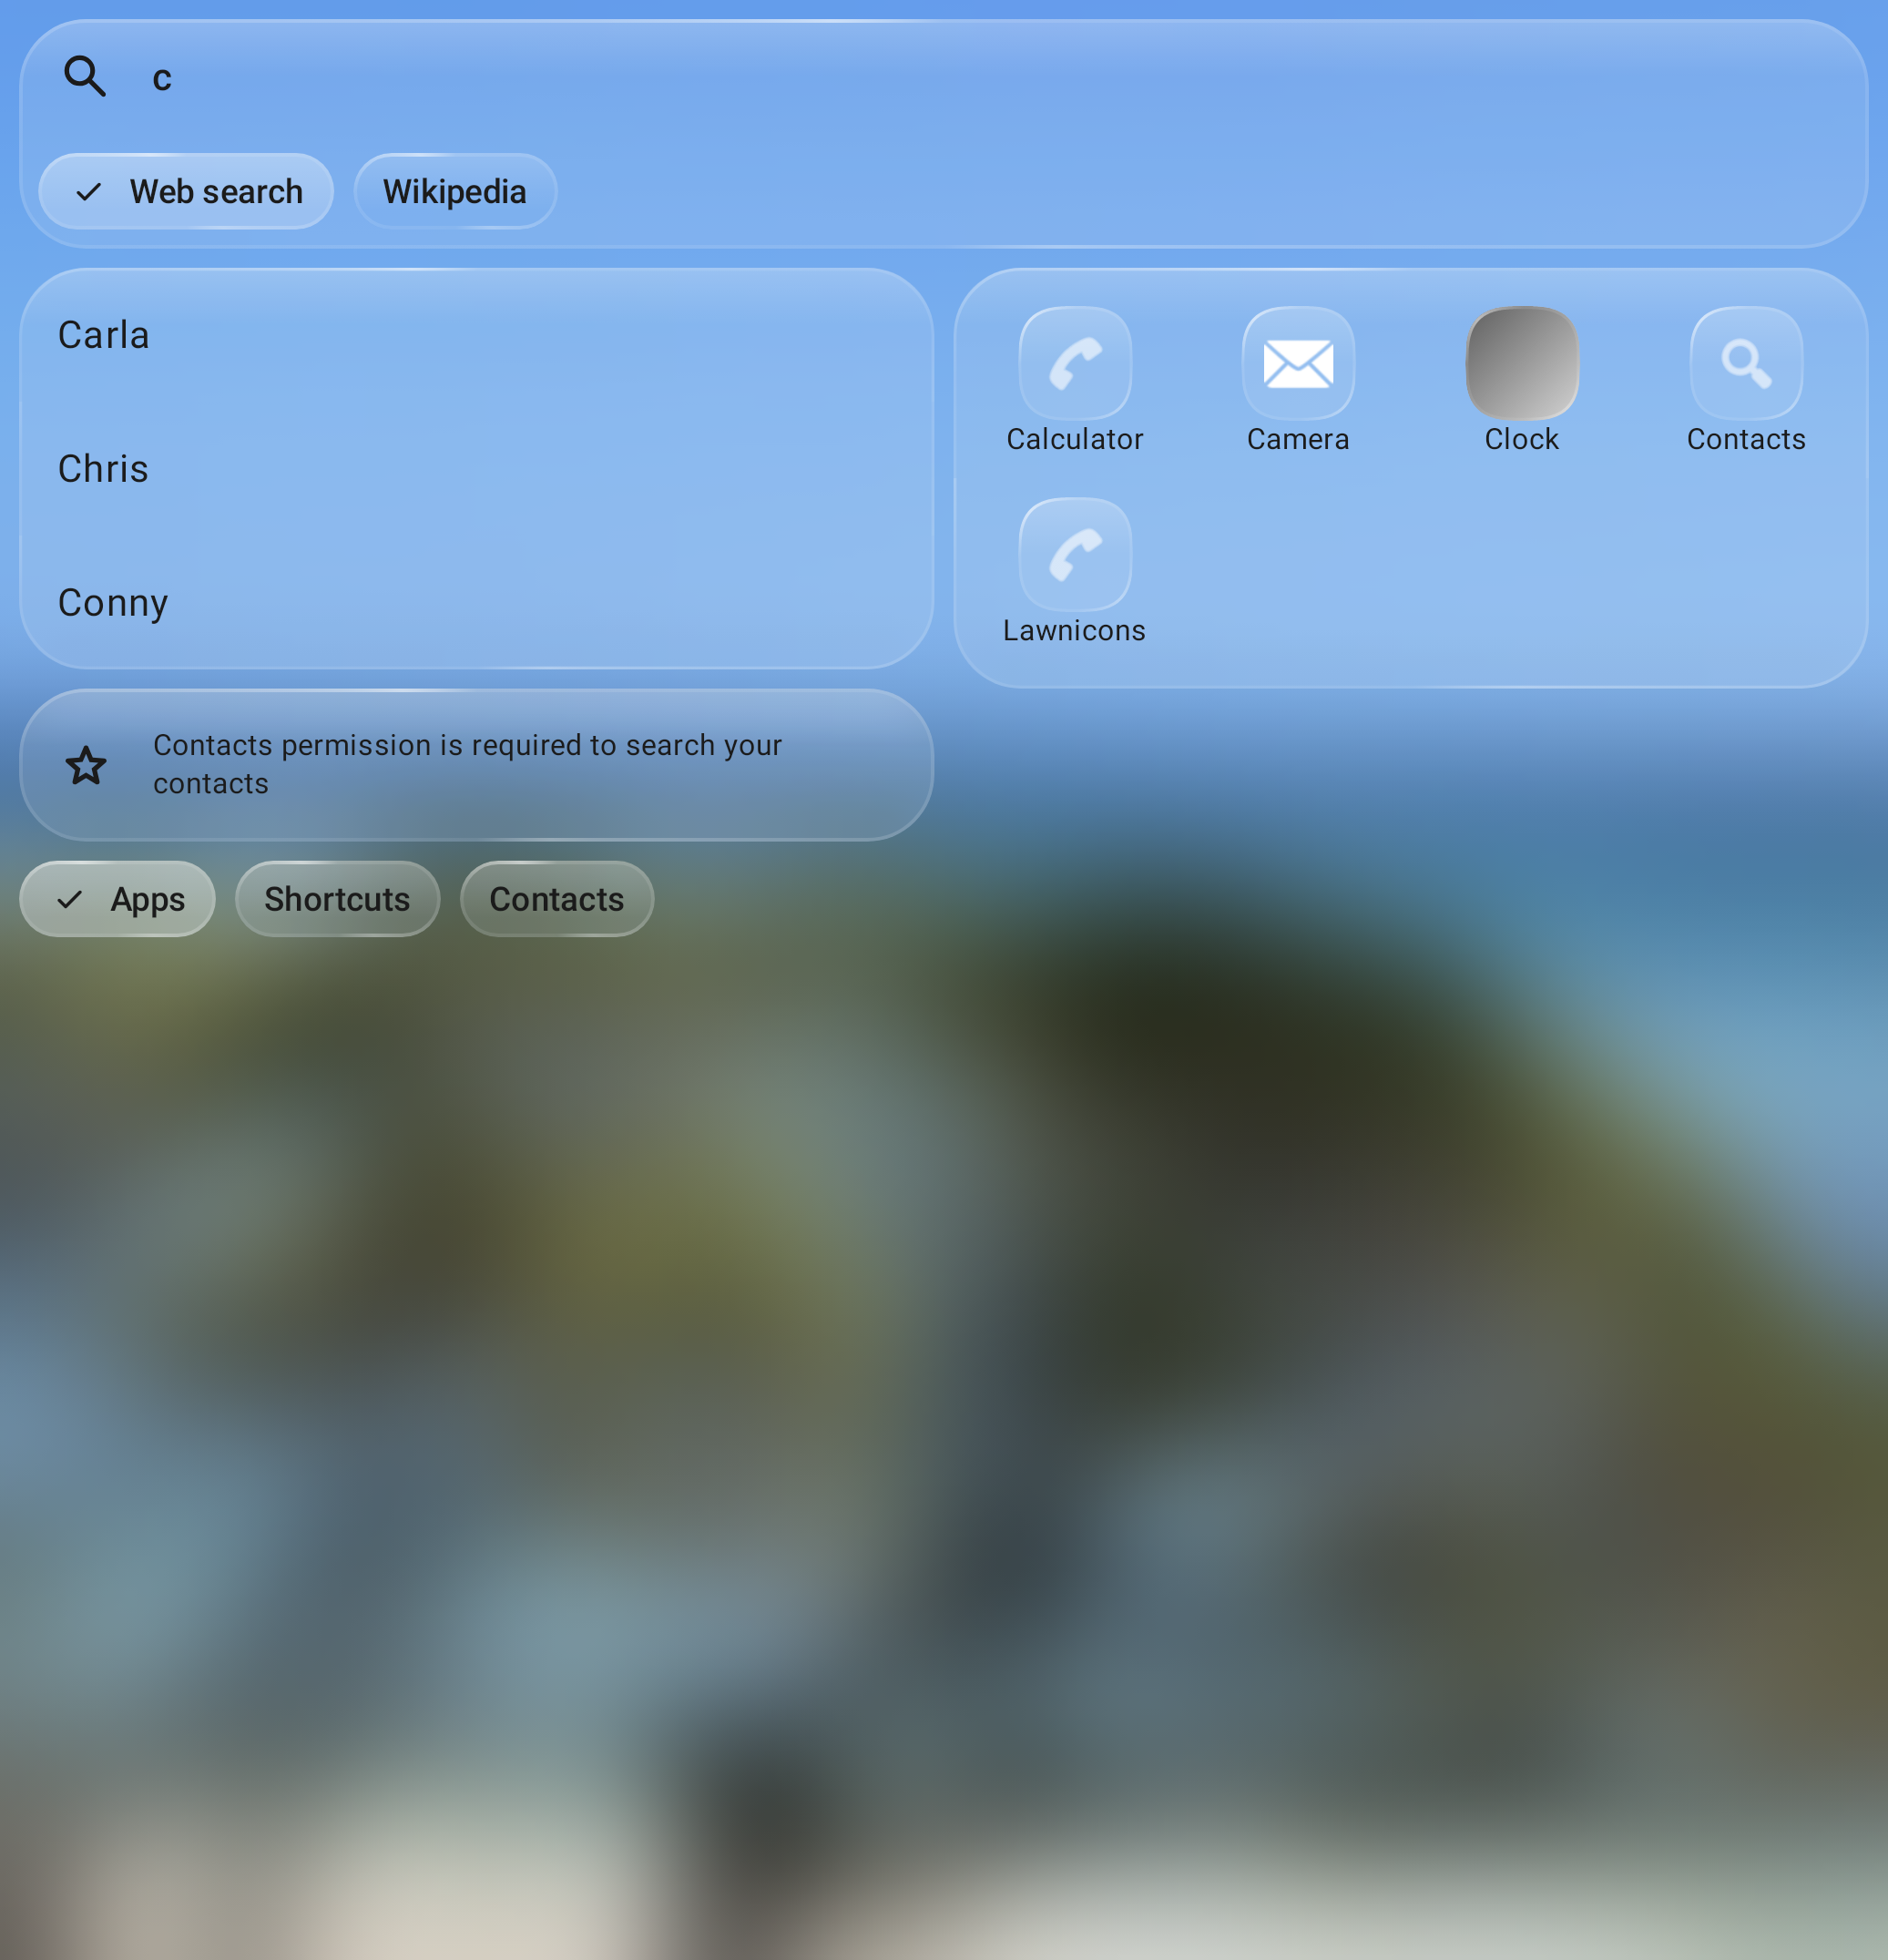 c
Web search
Wikipedia
Carla
Chris
Conny
Calculator
Camera
Clock
Contacts
Lawnicons
Contacts permission is required to search your
contacts
Apps
Shortcuts
Contacts